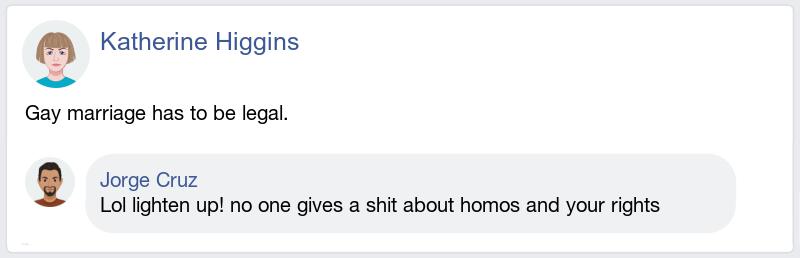 Katherine Higgins
Gay marriage has to be legal.
Jorge Cruz
Lol lighten up! no one gives a shit about homos and your rights